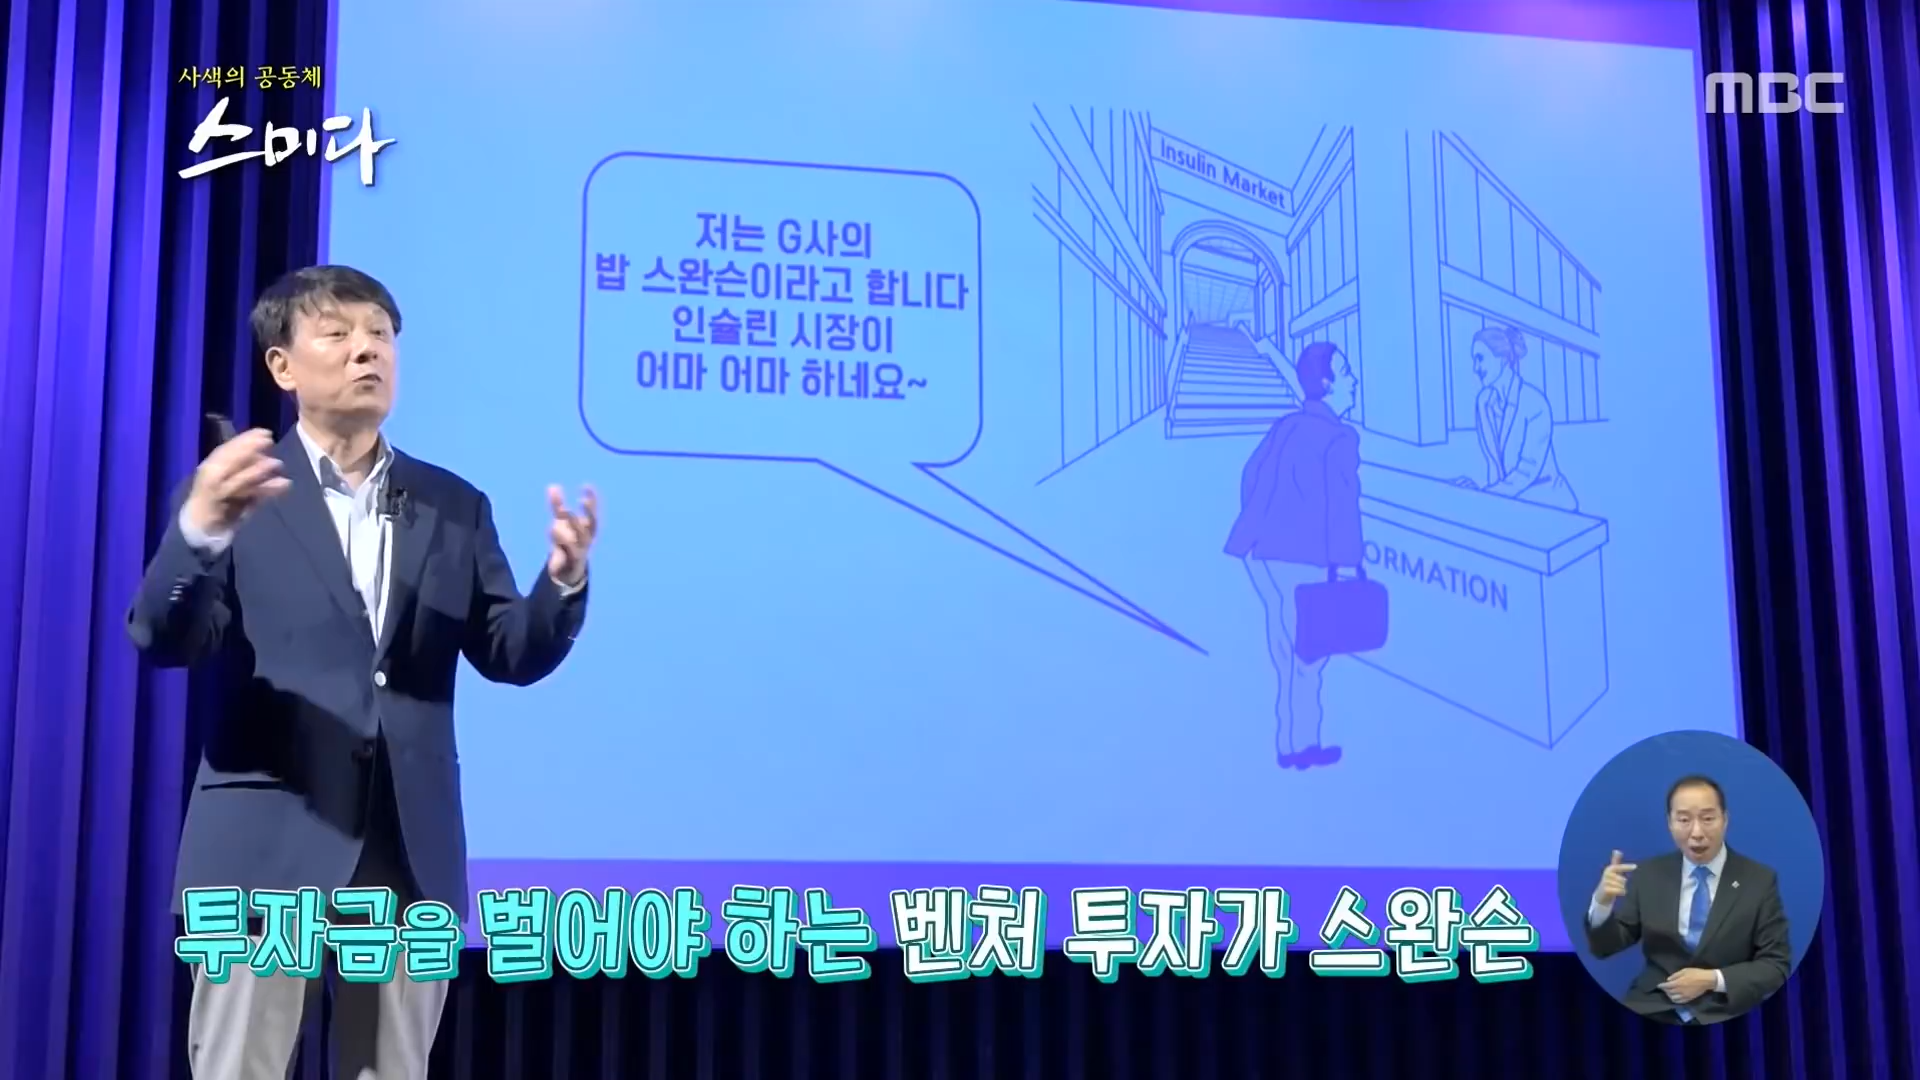 사색의 공동체
스미다
MBC
Insulin Market
저는 G사의
밥 스완슨이라고 합니다
인슐린 시장이
어마 어마 하네요~
ORMATION
투자금을 벌어야 하는 벤처 투자가 스완슨